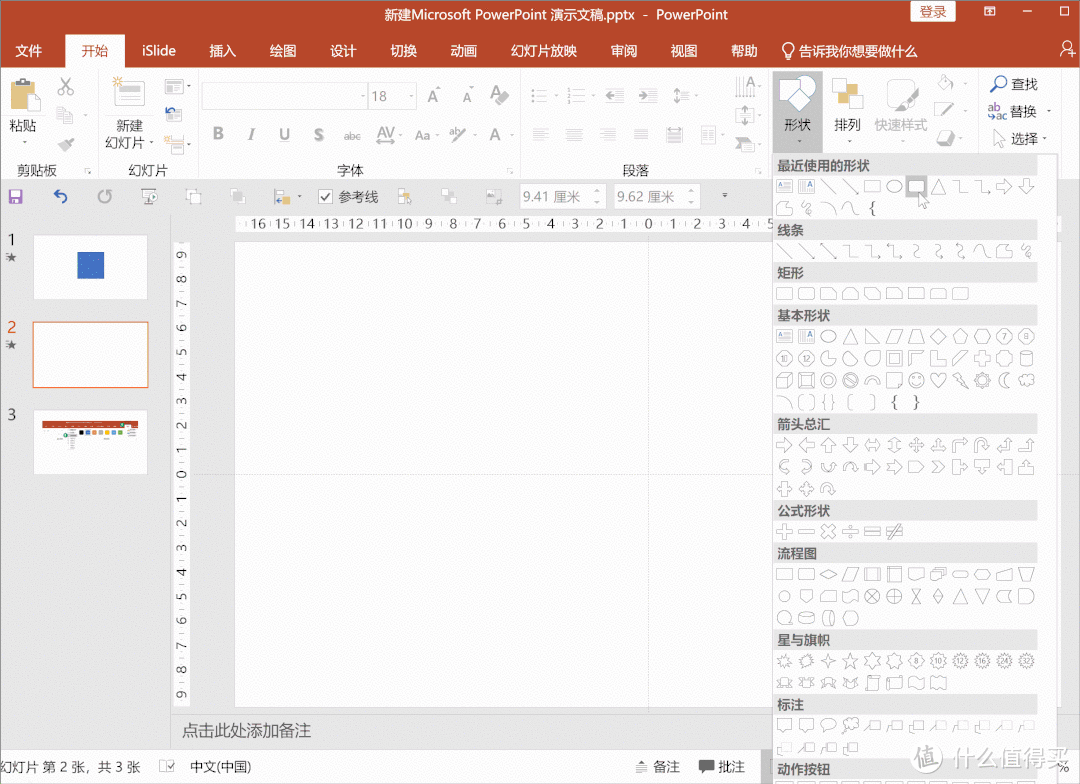 新建Microsoft PowerPoint 演示文稿.pptx - PowerPoint
登录
文件 开始 iSlide 插入 绘图 设计 切换 动画 幻灯片放映 审阅 视图 帮助 告诉我你想要做什么
粘贴
剪贴板
新建
幻灯片
幻灯片
18
B I U S abc AV Aa A
字体
段落
形状
排列
快速样式
查找
替换
选择
参考线
9.41 厘米
9.62 厘米
16 15 14 13 12 11 10 9 8 7 6 5 4 3 2 1 0 1 2 3 4 5
9 8 7 6 5 4 3 2 1 0 1 2 3 4 5 6 7 8 9
1
2
3
最近使用的形状
线条
矩形
基本形状
箭头总汇
公式形状
流程图
星与旗帜
标注
动作按钮
点击此处添加备注
幻灯片 第 2 张，共 3 张
中文(中国)
备注
批注
值 什么值得买